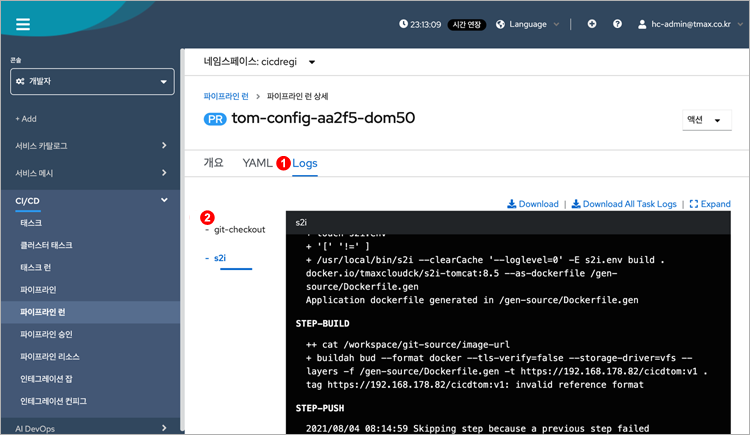 23:13:09 시간 연장 Language hc-admin@tmax.co.kr
콘솔
개발자
+ Add
서비스 카탈로그
서비스 메시
CI/CD
태스크
클러스터 태스크
태스크 런
파이프라인
파이프라인 런
파이프라인 승인
파이프라인 리소스
인테그레이션 잡
인테그레이션 컨피그
AI DevOps
네임스페이스: cicdregi
파이프라인 런 > 파이프라인 런 상세
PR tom-config-aa2f5-dom50
액션
개요 YAML 1 Logs
Download | Download All Task Logs | Expand
2
- git-checkout
- s2i
s2i
+ touch s2i.env
+ '[' '!=' ]
+ /usr/local/bin/s2i --clearCache '--loglevel=0' -E s2i.env build .
docker.io/tmaxcloudck/s2i-tomcat:8.5 --as-dockerfile /gen-
source/Dockerfile.gen
Application dockerfile generated in /gen-source/Dockerfile.gen
STEP-BUILD
++ cat /workspace/git-source/image-url
+ buildah bud --format docker --tls-verify=false --storage-driver=vfs --
layers -f /gen-source/Dockerfile.gen -t https://192.168.178.82/cicdtom:v1 .
tag https://192.168.178.82/cicdtom:v1: invalid reference format
STEP-PUSH
2021/08/04 08:14:59 Skipping step because a previous step failed